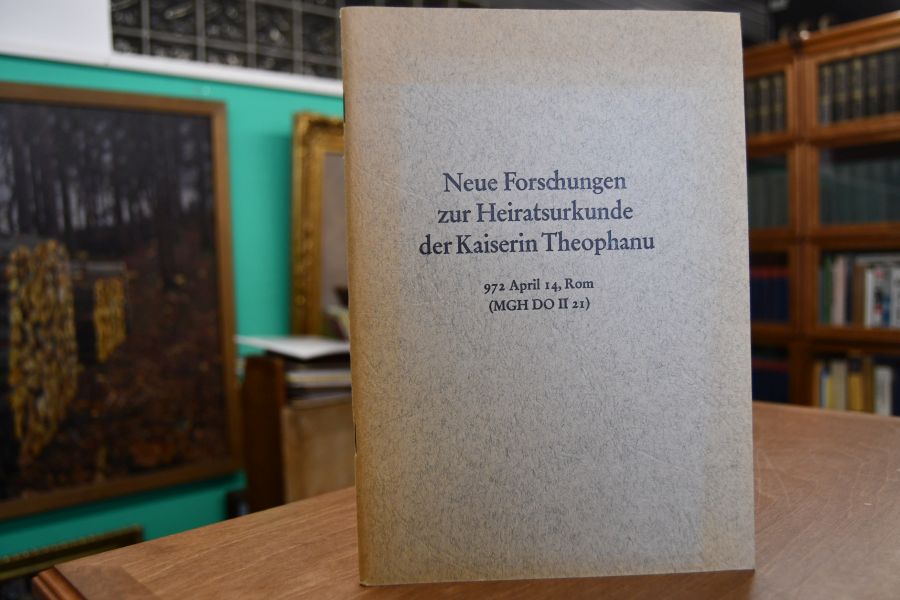 Neue Forschungen
zur Heiratsurkunde
der Kaiserin Theophanu
972 April 14, Rom
(MGH DO II 21)